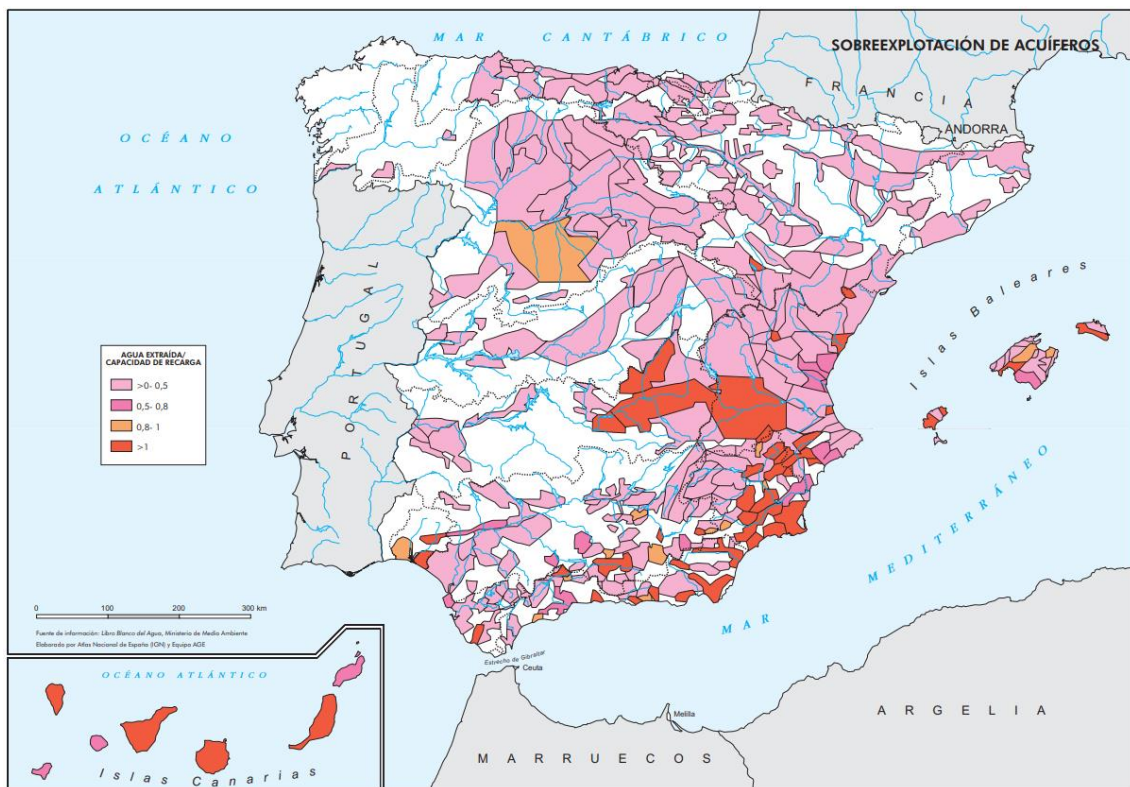 MAR CANTÁBRICO
SOBREEXPLOTACIÓN DE ACUÍFEROS
FRANCIA
ANDORRA
OCÉANO
ATLÁNTICO
PORTUGAL
Islas Baleares
AGUA EXTRAÍDA/
CAPACIDAD DE RECARGA
>0- 0,5
0,5- 0,8
0,8- 1
>1
MAR MEDITERRÁNEO
0 100 200 300 km
Fuente de información: Libro Blanco del Agua, Ministerio de Medio Ambiente
Elaborada por Atlas Nacional de España (IGN) y Equipo AGE
Estrecho de Gibraltar
Ceuta
OCÉANO ATLÁNTICO
Islas Canarias
Melilla
ARGELIA
MARRUECOS